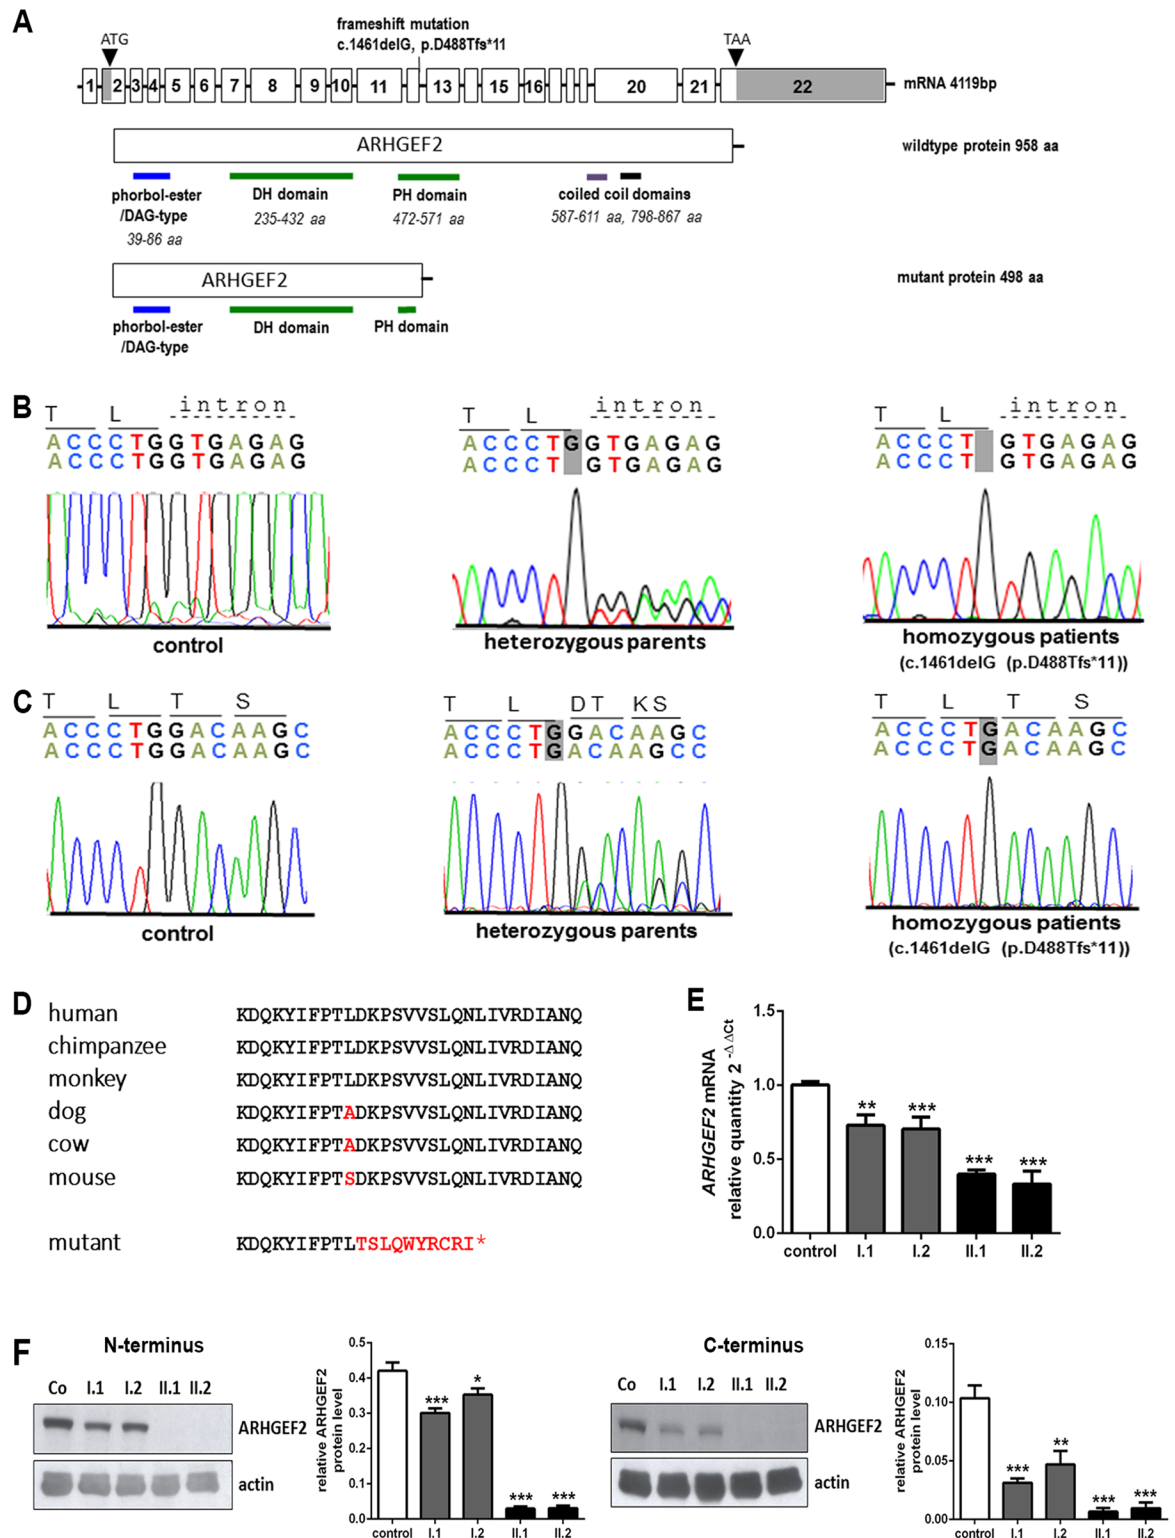 A
frameshift mutation
c.1461delG, p.D488Tfs*11
ATG
TAA
1 2 3 4 5 6 7 8 9 10 11 13 15 16 20 21 22
mRNA 4119bp
ARHGEF2
wildtype protein 958 aa
phorbol-ester
/DAG-type
39-86 aa
DH domain
235-432 aa
PH domain
472-571 aa
coiled coil domains
587-611 aa, 798-867 aa
ARHGEF2
mutant protein 498 aa
phorbol-ester
/DAG-type
DH domain
PH domain
B
T L intron
ACCCTGGTGAGAG
ACCCTGGTGAGAG
control
T L intron
ACCCTGGTGAGAG
ACCCT GTGAGAG
heterozygous parents
T L intron
ACCCT GTGAGAG
ACCCT GTGAGAG
homozygous patients
(c.1461delG (p.D488Tfs*11))
C
T L T S
ACCCTGGACAAGC
ACCCTGGACAAGC
control
T L DT KS
ACCCTGGACAAGC
ACCCTGACAAGCC
heterozygous parents
T L T S
ACCCTGACAAGC
ACCCTGACAAGC
homozygous patients
(c.1461delG (p.D488Tfs*11))
D
human KDQKYIFPTLDKPSVVSLQNLIVRDIANQ
chimpanzee KDQKYIFPTLDKPSVVSLQNLIVRDIANQ
monkey KDQKYIFPTLDKPSVVSLQNLIVRDIANQ
dog KDQKYIFPTADKPSVVSLQNLIVRDIANQ
cow KDQKYIFPTADKPSVVSLQNLIVRDIANQ
mouse KDQKYIFPTSDKPSVVSLQNLIVRDIANQ
mutant KDQKYIFPTLTSLQWYRCRI*
E
ARHGEF2 mRNA
relative quantity 2 -ΔΔCt
1.5
1.0
0.5
0.0
** *** *** ***
control I.1 I.2 II.1 II.2
F
N-terminus
Co I.1 I.2 II.1 II.2
ARHGEF2
actin
relative ARHGEF2
protein level
0.5
0.4
0.3
0.2
0.1
0.0
*** * *** ***
control I.1 I.2 II.1 II.2
C-terminus
Co I.1 I.2 II.1 II.2
ARHGEF2
actin
relative ARHGEF2
protein level
0.15
0.10
0.05
0.00
*** ** *** ***
control I.1 I.2 II.1 II.2